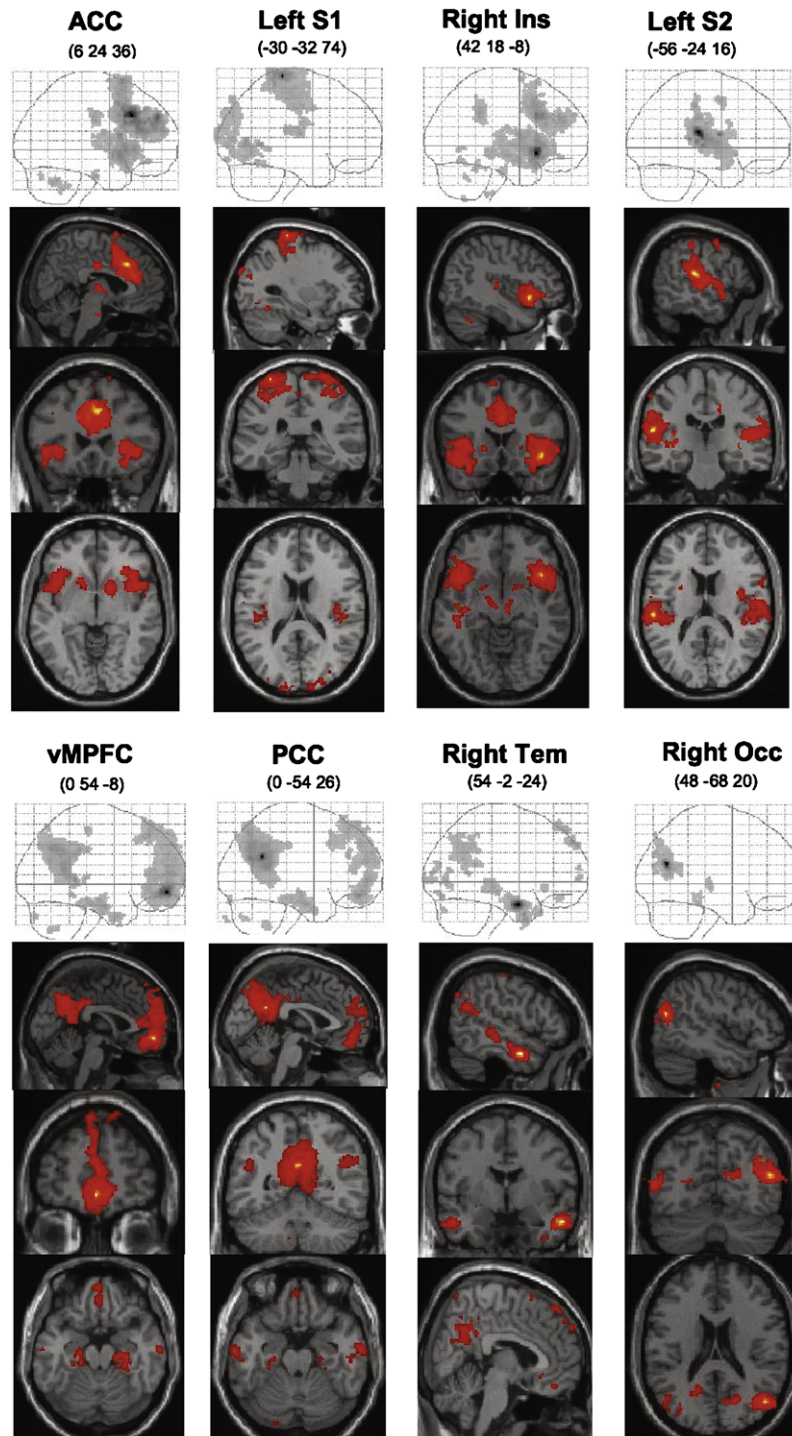 ACC
(6 24 36)
Left S1
(-30 -32 74)
Right Ins
(42 18 -8)
Left S2
(-56 -24 16)
vMPFC
(0 54 -8)
PCC
(0 -54 26)
Right Tem
(54 -2 -24)
Right Occ
(48 -68 20)